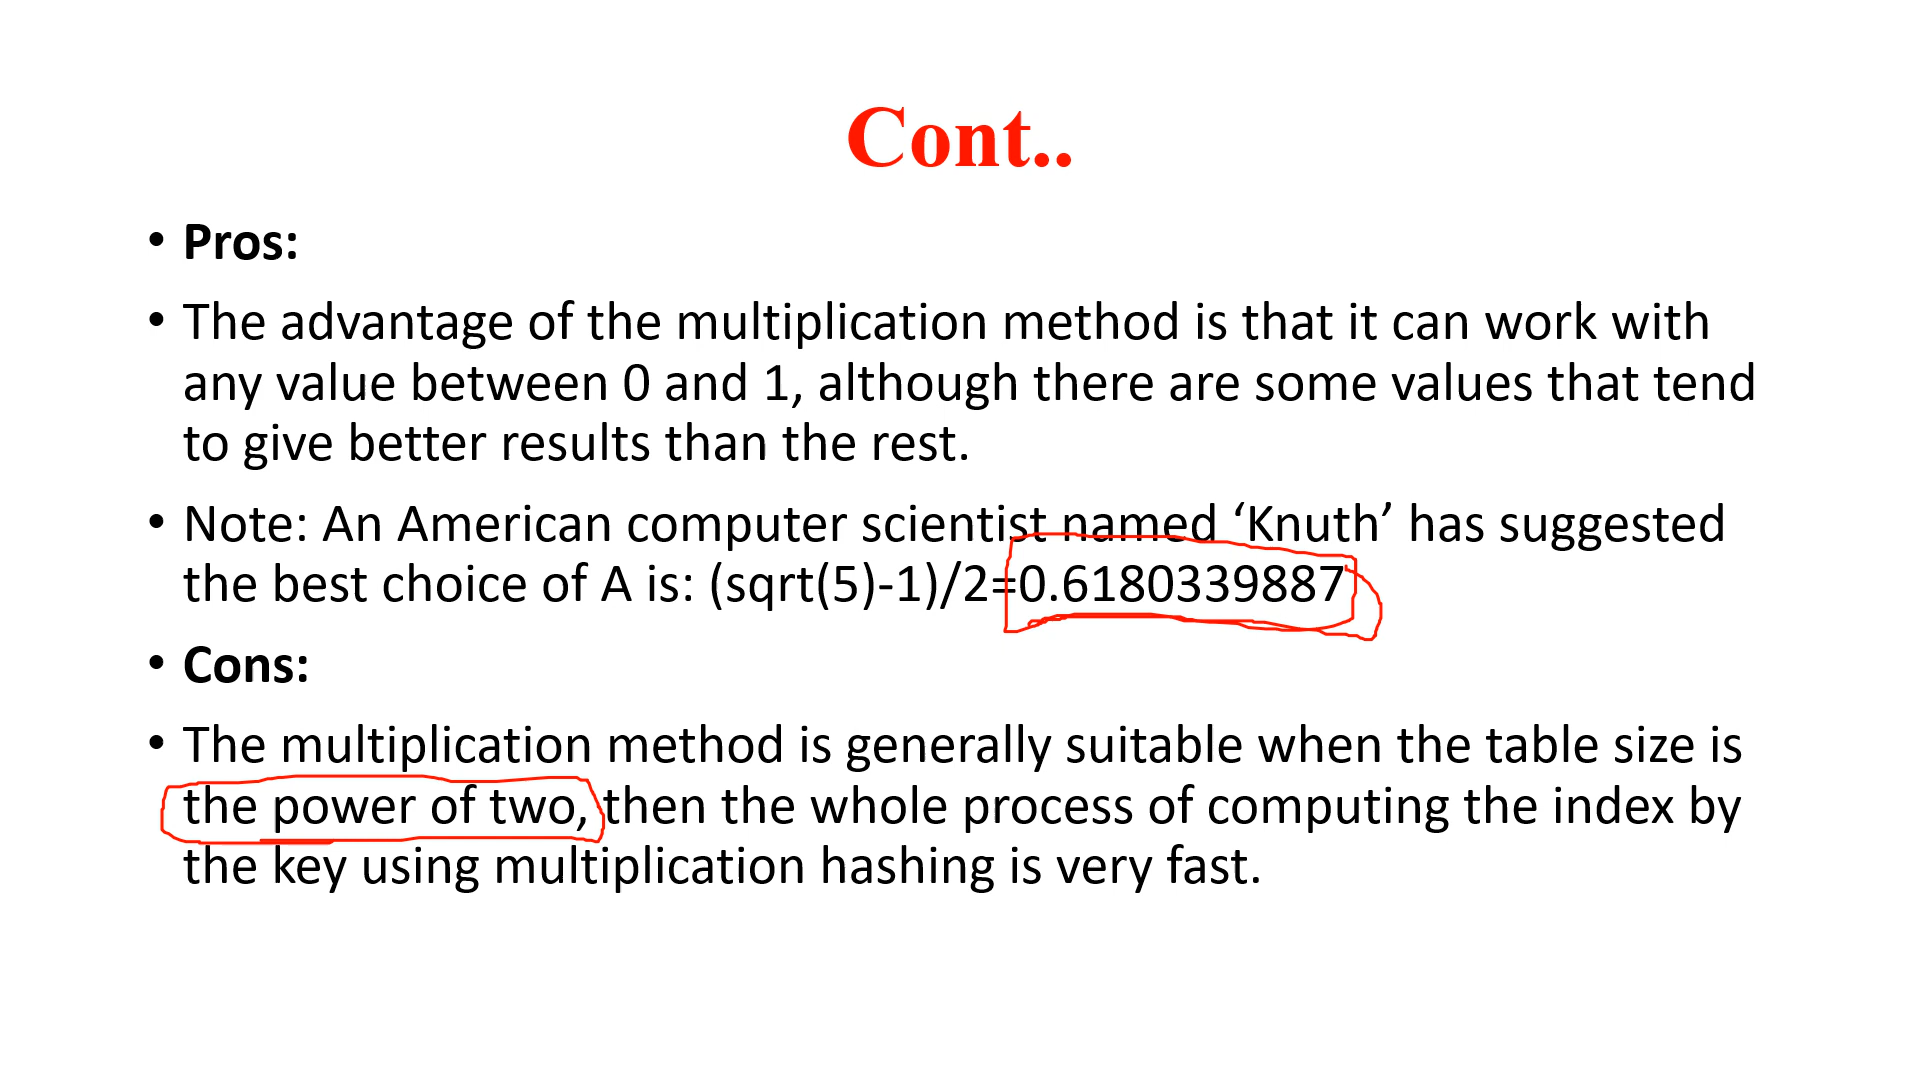 Cont..
• Pros:
• The advantage of the multiplication method is that it can work with
any value between 0 and 1, although there are some values that tend
to give better results than the rest.
• Note: An American computer scientist named ‘Knuth’ has suggested
the best choice of A is: (sqrt(5)-1)/2=0.6180339887
• Cons:
• The multiplication method is generally suitable when the table size is
the power of two, then the whole process of computing the index by
the key using multiplication hashing is very fast.